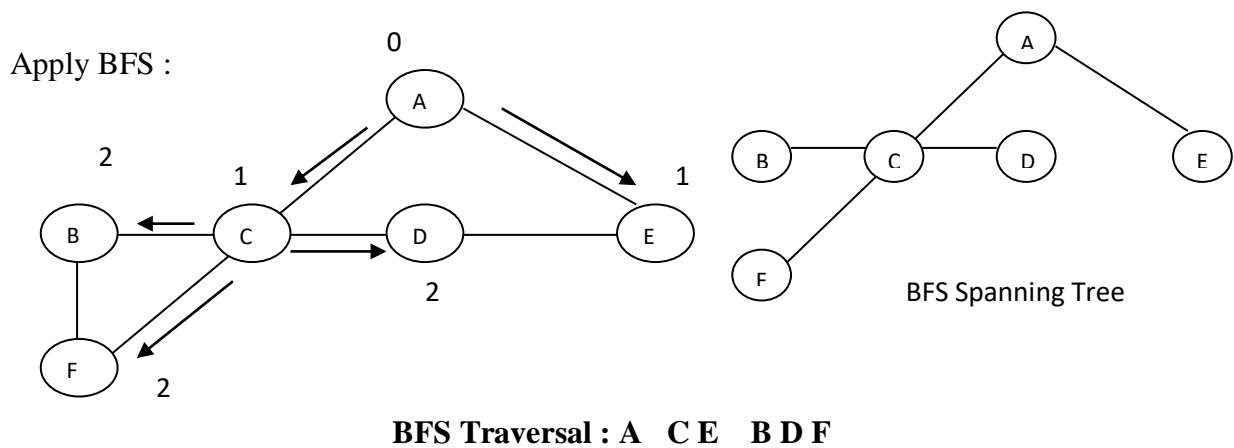 0
A
Apply BFS :
A
2
1
1
B C D E
B C D E
2
F
BFS Spanning Tree
F
2
BFS Traversal : A C E B D F